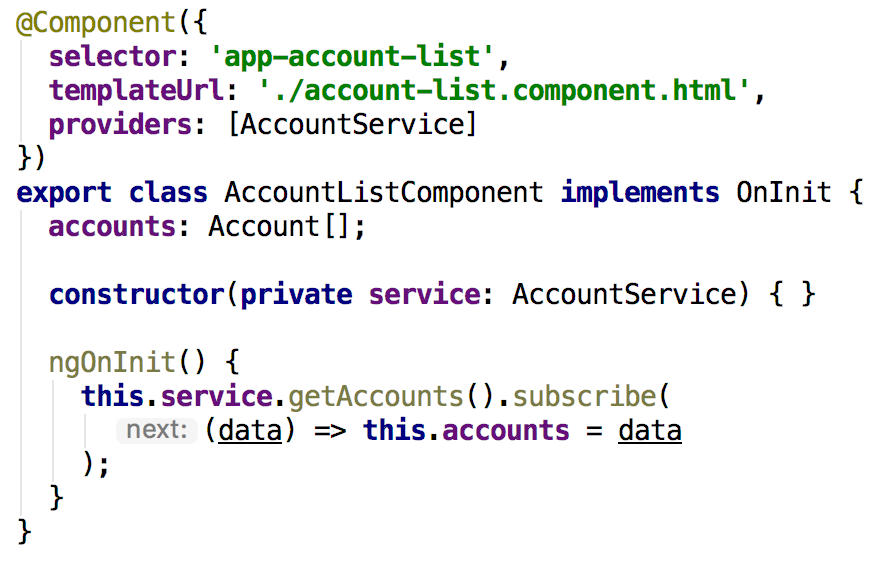 @Component({
  selector: 'app-account-list',
  templateUrl: './account-list.component.html',
  providers: [AccountService]
})
export class AccountListComponent implements OnInit {
  accounts: Account[];

  constructor(private service: AccountService) { }

  ngOnInit() {
    this.service.getAccounts().subscribe(
      next: (data) => this.accounts = data
    );
  }
}